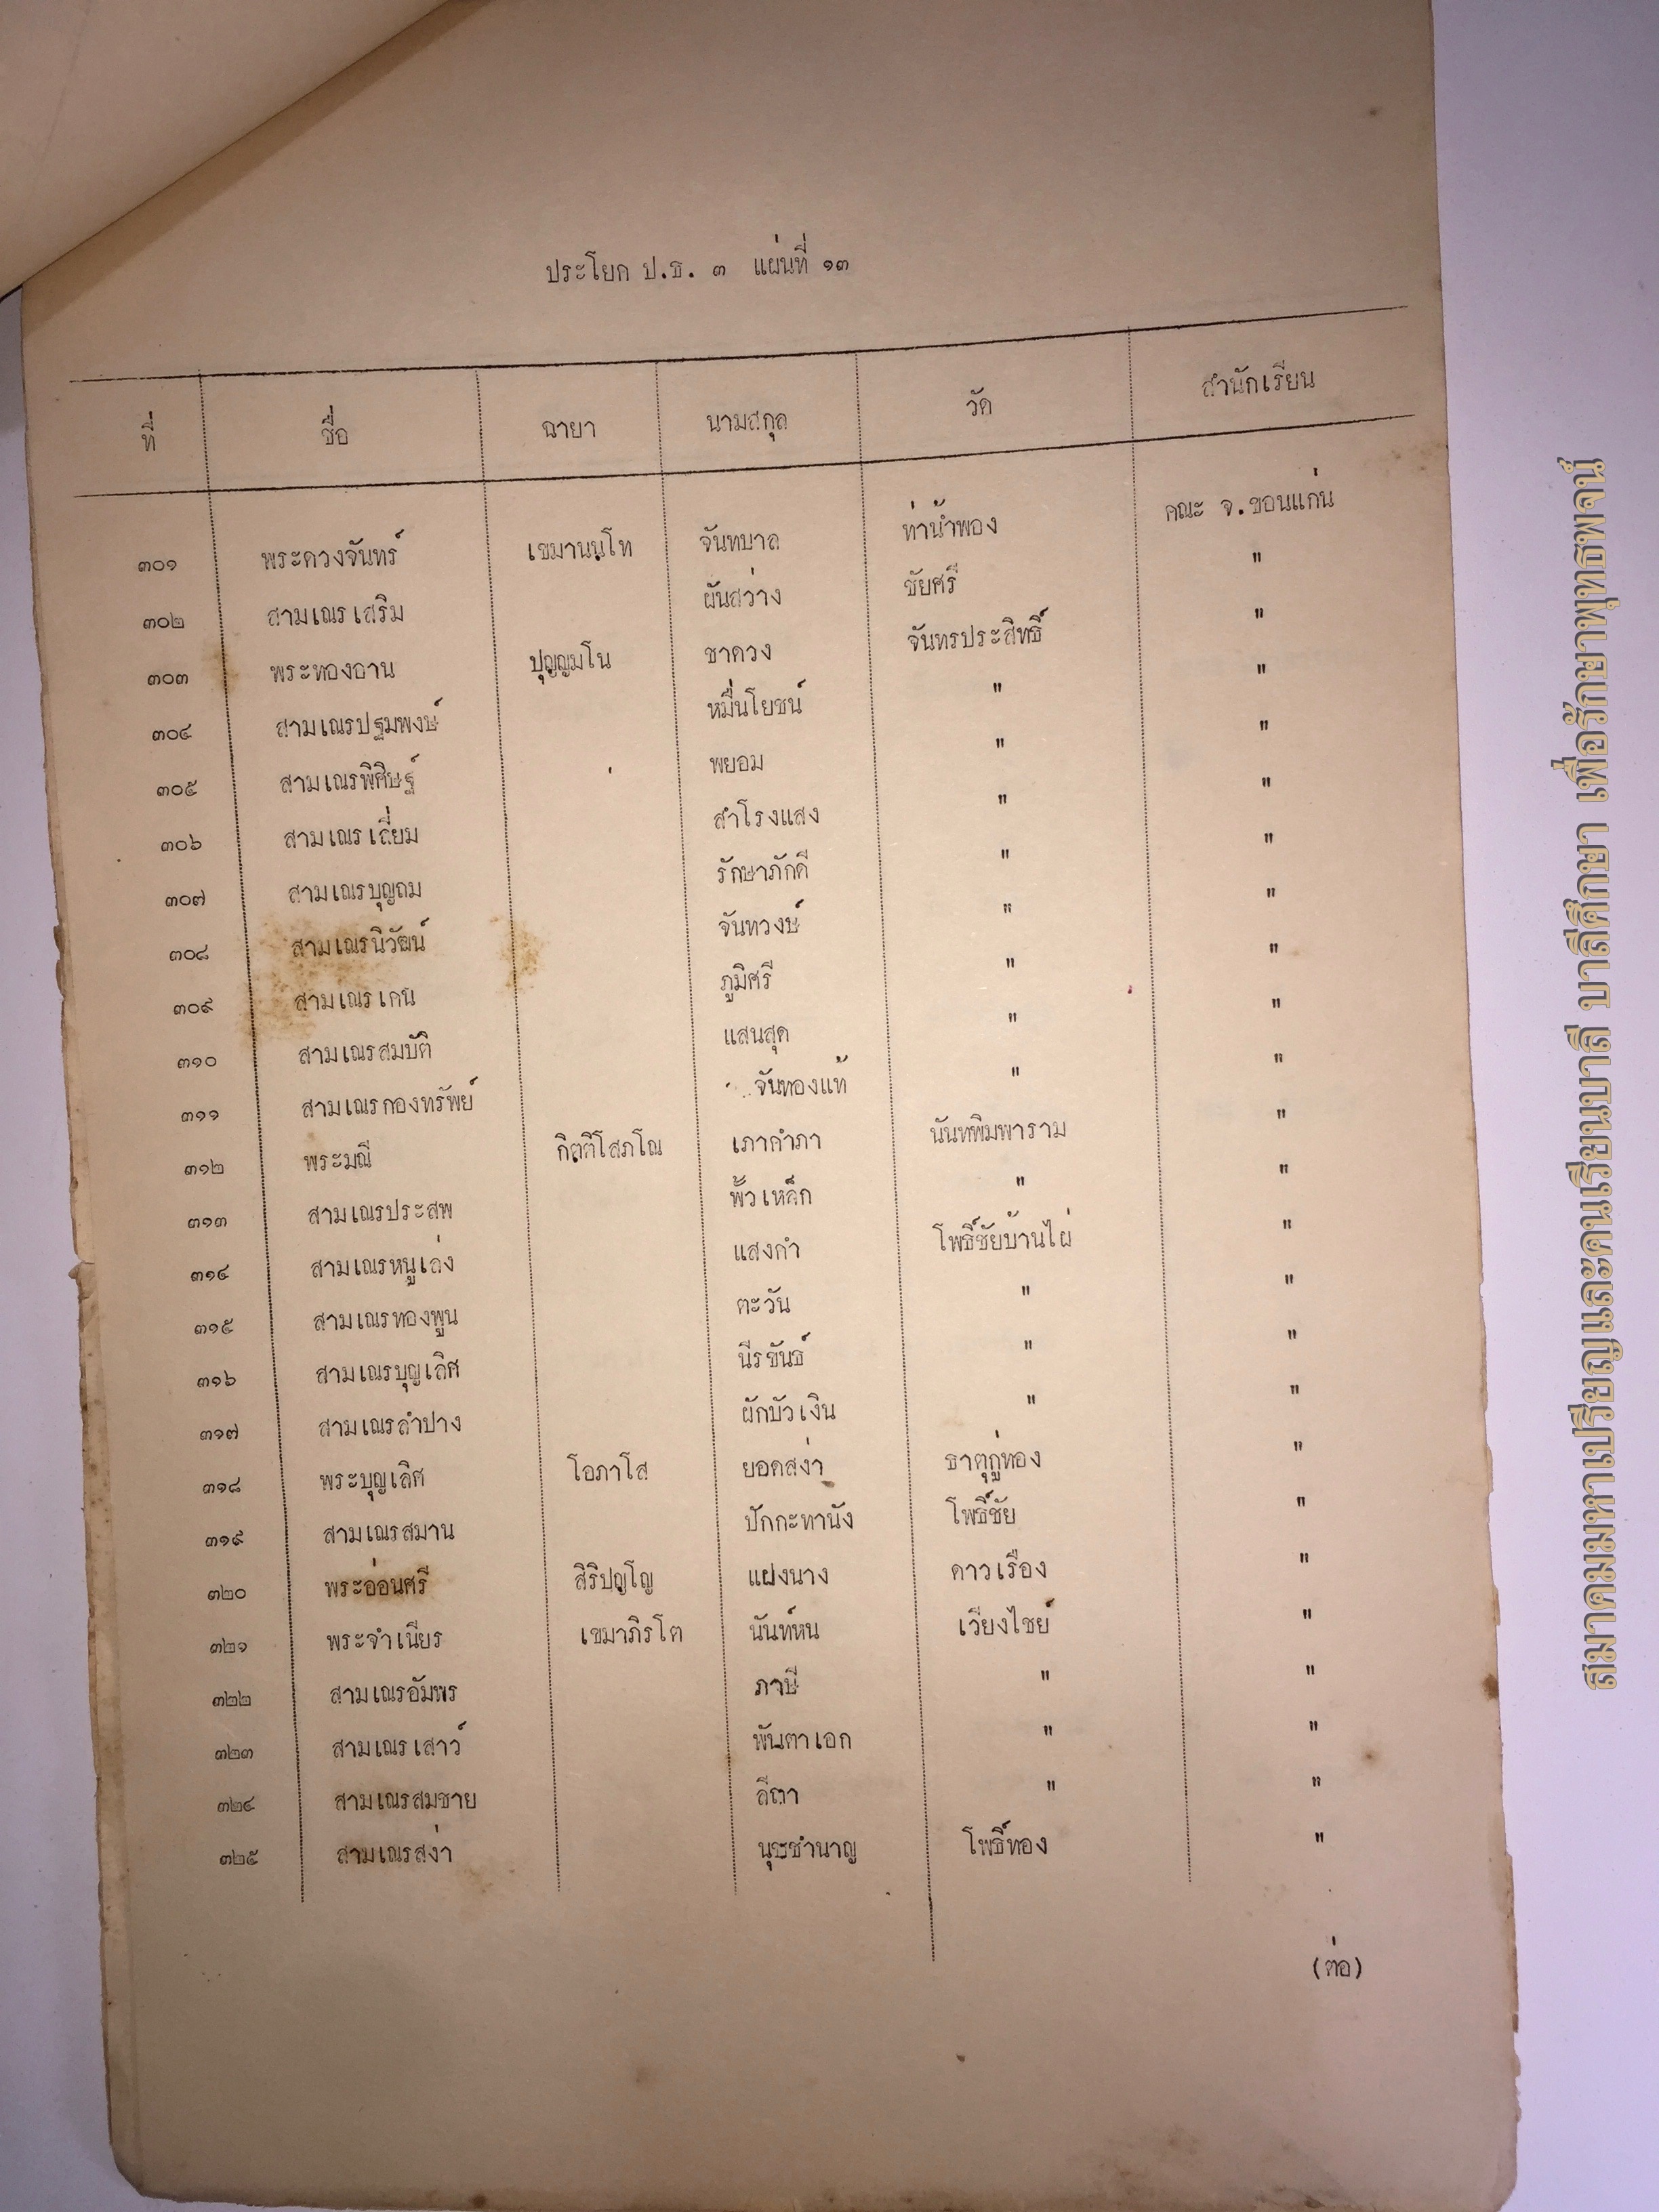 ประโยก ป.ธ. ๓ แผ่นที่ ๑๓
ที่ ชื่อ ฉายา นามสกุล วัด สำนักเรียน
๓๐๑ พระดวงจันทร์ เขมานนฺโท จันทบาล ท่าน้ำพอง คณะ จ.ขอนแก่น
๓๐๒ สามเณรเสริม ผันสว่าง ชัยศรี "
๓๐๓ พระทองอาน ปุญฺญมโน ชาดวง จันทรประสิทธิ์ "
๓๐๔ สามเณรปฐมพงษ์ หมื่นโยชน์ " "
๓๐๕ สามเณรพิศิษฐ์ พยอม " "
๓๐๖ สามเณรเถี่ยม สำโรงแสง " "
๓๐๗ สามเณรบุญถม รักษาภักดี " "
๓๐๘ สามเณรนิวัฒน์ จันทวงษ์ " "
๓๐๙ สามเณรเคน ภูมิศรี " "
๓๑๐ สามเณรสมบัติ แสนสุด " "
๓๑๑ สามเณรกองทรัพย์ จันทองแท้ " "
๓๑๒ พระมณี กิตฺติโสภโณ เภาคำภา นันทพิมพาราม "
๓๑๓ สามเณรประสพ พั้วเหล็ก " "
๓๑๔ สามเณรหนูเล่ง แสงกำ โพธิ์ชัยบ้านไผ่ "
๓๑๕ สามเณรทองพูน ตะวัน " "
๓๑๖ สามเณรบุญเลิศ นีรขันธ์ " "
๓๑๗ สามเณรลำปาง ผักบัวเงิน " "
๓๑๘ พระบุญเลิศ โอภาโส ยอดสง่า ธาตุกู่ทอง "
๓๑๙ สามเณรสมาน ปักกะทานัง โพธิ์ชัย "
๓๒๐ พระอ่อนศรี สิริปญฺโญ แฝงนาง ดาวเรือง "
๓๒๑ พระจำเนียร เขมาภิรโต นันท์หน เวียงไชย์ "
๓๒๒ สามเณรอัมพร ภาษี " "
๓๒๓ สามเณรเสาว์ พันตาเอก " "
๓๒๔ สามเณรสมชาย ลีตา " "
๓๒๕ สามเณรสง่า นุชชำนาญ โพธิ์ทอง "
(ต่อ)
สมาคมมหาเปรียญและคนเรียนบาลี บาลีศึกษา เพื่อรักษาพุทธพจน์